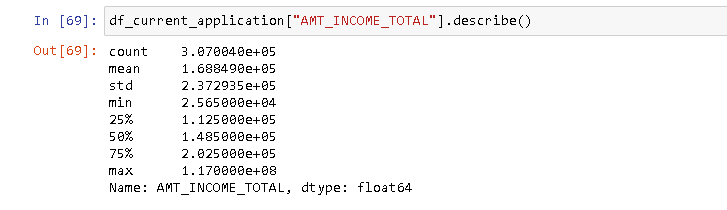 In [69]: df_current_application["AMT_INCOME_TOTAL"].describe()
Out[69]: count    3.070040e+05
mean     1.688490e+05
std      2.372935e+05
min      2.565000e+04
25%      1.125000e+05
50%      1.485000e+05
75%      2.025000e+05
max      1.170000e+08
Name: AMT_INCOME_TOTAL, dtype: float64